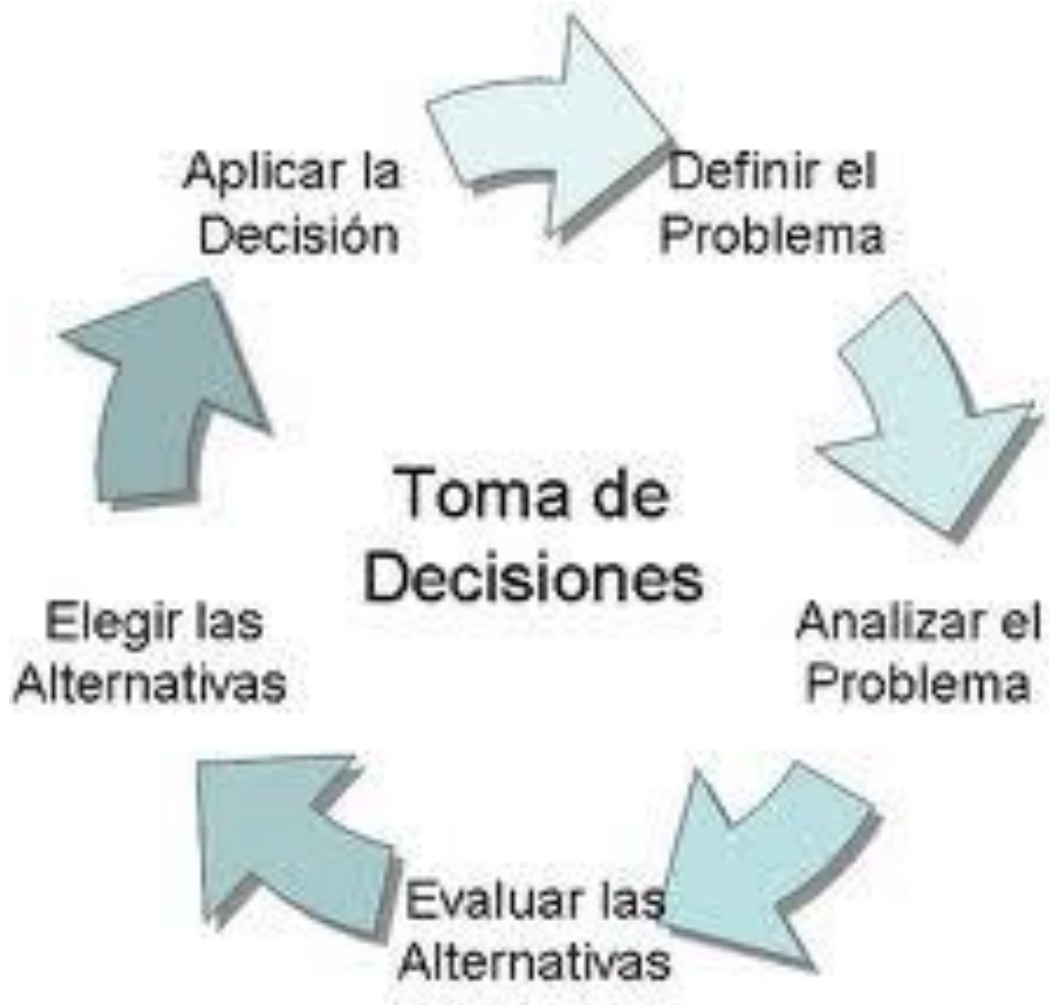 Aplicar la
Decisión
Definir el
Problema
Toma de
Decisiones
Elegir las
Alternativas
Analizar el
Problema
Evaluar las
Alternativas